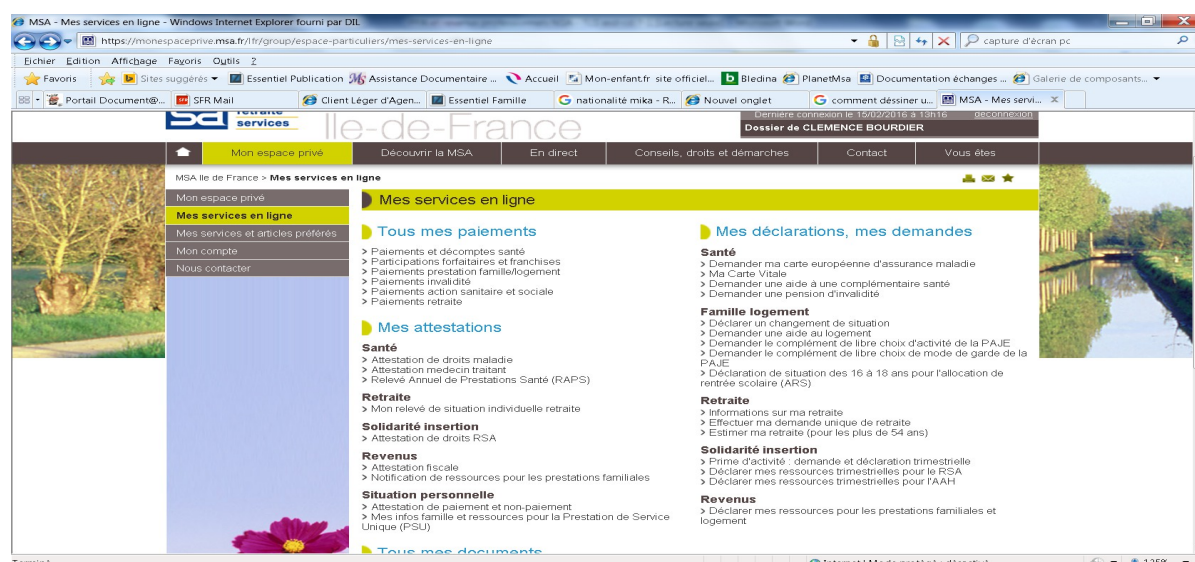 MSA - Mes services en ligne - Windows Internet Explorer fourni par DIL
https://monespaceprive.msa.fr/lfr/group/espace-particuliers/mes-services-en-ligne
capture d'écran pc
Fichier Edition Affichage Favoris Outils ?
Favoris Sites suggérés Essentiel Publication Assistance Documentaire ... Accueil Mon-enfant.fr site officiel... Bledina PlanetMsa Documentation échanges ... Galerie de composants...
Portail Document@... SFR Mail Client Léger d'Agen... Essentiel Famille nationalité mika - R... Nouvel onglet comment déssiner u... MSA - Mes servi...
retraite
services
Ile-de-France
Dernière connexion le 15/02/2016 à 13h16 déconnexion
Dossier de CLEMENCE BOURDIER
Mon espace privé Découvrir la MSA En direct Conseils, droits et démarches Contact Vous êtes
MSA Ile de France > Mes services en ligne
Mon espace privé
Mes services en ligne
Mes services et articles préférés
Mon compte
Nous contacter
Mes services en ligne
Tous mes paiements
> Paiements et décomptes santé
> Participations forfaitaires et franchises
> Paiements prestation famille/logement
> Paiements invalidité
> Paiements action sanitaire et sociale
> Paiements retraite
Mes attestations
Santé
> Attestation de droits maladie
> Attestation medecin traitant
> Relevé Annuel de Prestations Santé (RAPS)
Retraite
> Mon relevé de situation individuelle retraite
Solidarité insertion
> Attestation de droits RSA
Revenus
> Attestation fiscale
> Notification de ressources pour les prestations familiales
Situation personnelle
> Attestation de paiement et non-paiement
> Mes infos famille et ressources pour la Prestation de Service
Unique (PSU)
Tous mes documents
Mes déclarations, mes demandes
Santé
> Demander ma carte européenne d'assurance maladie
> Ma Carte Vitale
> Demander une aide à une complémentaire santé
> Demander une pension d'invalidité
Famille logement
> Déclarer un changement de situation
> Demander une aide au logement
> Demander le complément de libre choix d'activité de la PAJE
> Demander le complément de libre choix de mode de garde de la
PAJE
> Déclaration de situation des 16 à 18 ans pour l'allocation de
rentrée scolaire (ARS)
Retraite
> Informations sur ma retraite
> Effectuer ma demande unique de retraite
> Estimer ma retraite (pour les plus de 54 ans)
Solidarité insertion
> Prime d'activité : demande et déclaration trimestrielle
> Déclarer mes ressources trimestrielles pour le RSA
> Déclarer mes ressources trimestrielles pour l'AAH
Revenus
> Déclarer mes ressources pour les prestations familiales et
logement